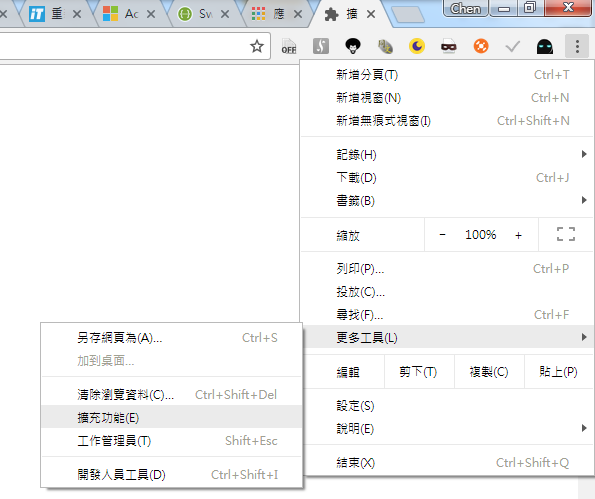 iT 重
Ac
Sw
應
擴
Chen
OFF
S
新增分頁(T) Ctrl+T
新增視窗(N) Ctrl+N
新增無痕式視窗(I) Ctrl+Shift+N
記錄(H)
下載(D) Ctrl+J
書籤(B)
縮放 - 100% +
列印(P)... Ctrl+P
投放(C)...
尋找(F)... Ctrl+F
更多工具(L)
編輯 剪下(T) 複製(C) 貼上(P)
設定(S)
說明(E)
結束(X) Ctrl+Shift+Q
另存網頁為(A)... Ctrl+S
加到桌面...
清除瀏覽資料(C)... Ctrl+Shift+Del
擴充功能(E)
工作管理員(T) Shift+Esc
開發人員工具(D) Ctrl+Shift+I